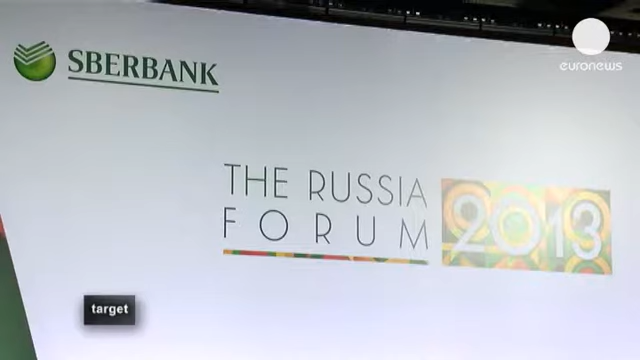 SBERBANK
euronews
THE RUSSIA
FORUM
2013
target